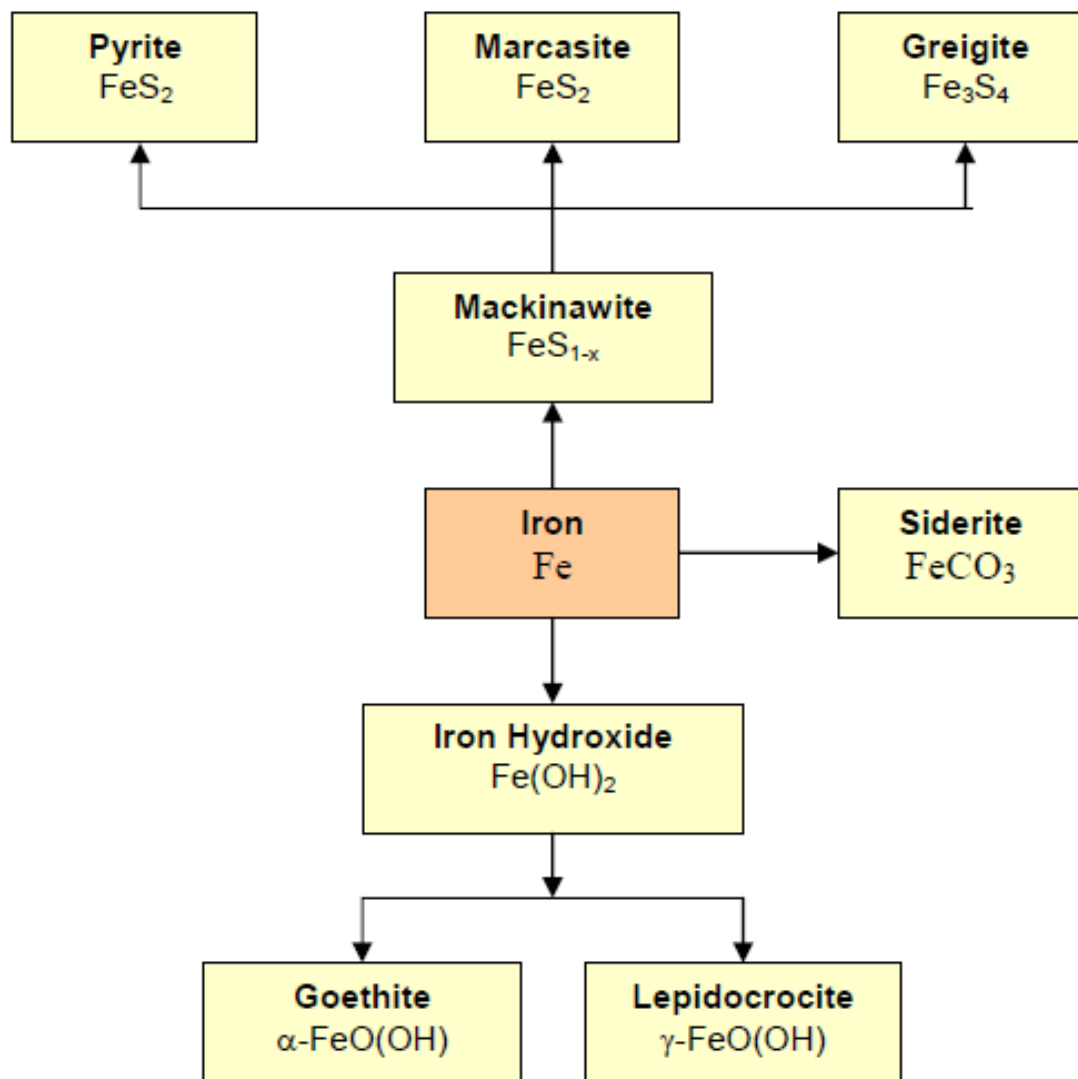 Pyrite
FeS₂
Marcasite
FeS₂
Greigite
Fe₃S₄
Mackinawite
FeS₁₋ₓ
Iron
Fe
Siderite
FeCO₃
Iron Hydroxide
Fe(OH)₂
Goethite
α-FeO(OH)
Lepidocrocite
γ-FeO(OH)